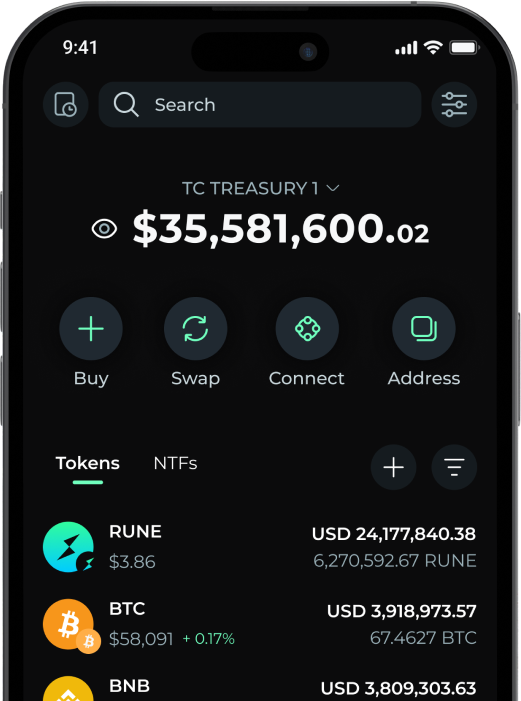 9:41
Search
TC TREASURY 1
$35,581,600.02
Buy Swap Connect Address
Tokens NTFs
RUNE USD 24,177,840.38
$3.86 6,270,592.67 RUNE
BTC USD 3,918,973.57
$58,091 + 0.17% 67.4627 BTC
BNB USD 3,809,303.63